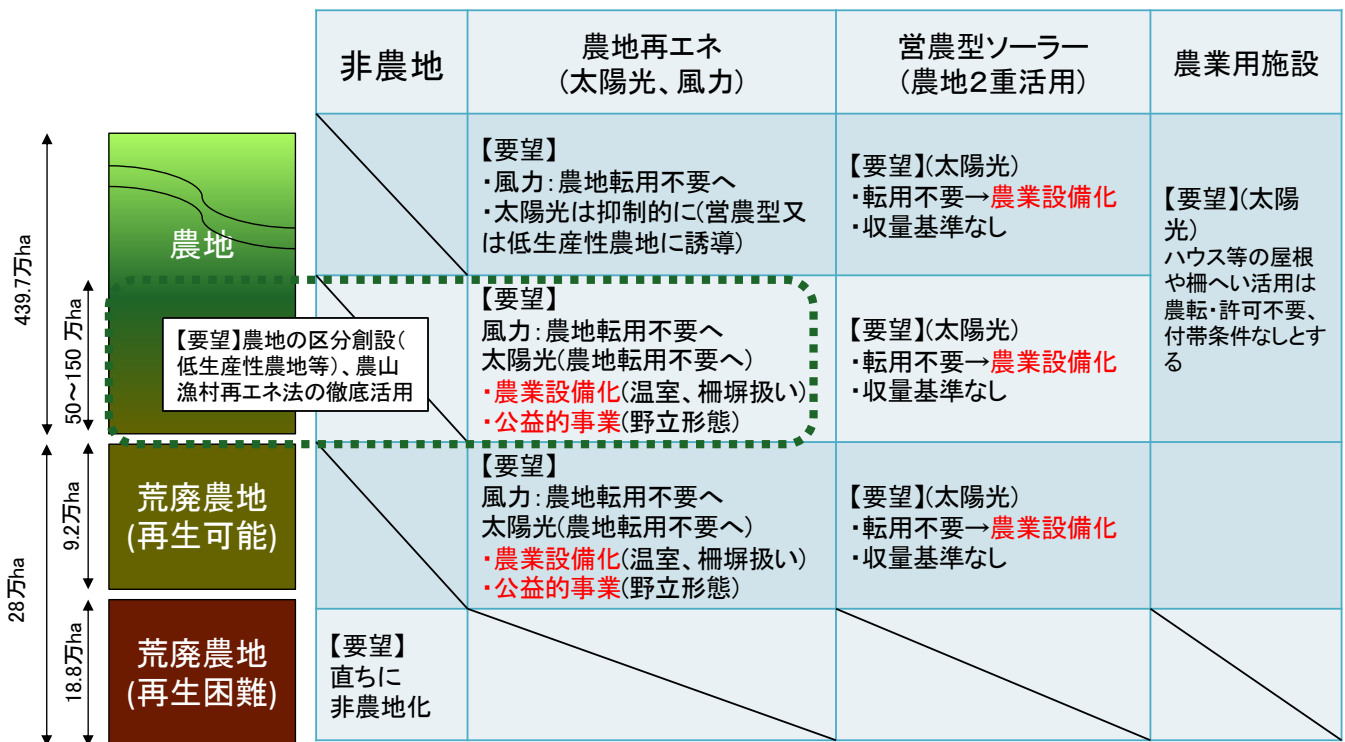 非農地
農地再エネ
(太陽光、風力)
営農型ソーラー
(農地2重活用)
農業用施設
439.7万ha
50~150 万ha
農地
【要望】農地の区分創設(
低生産性農地等)、農山
漁村再エネ法の徹底活用
【要望】
・風力:農地転用不要へ
・太陽光は抑制的に(営農型又
は低生産性農地に誘導)
【要望】(太陽光)
・転用不要→農業設備化
・収量基準なし
【要望】(太陽
光)
ハウス等の屋根
や柵へい活用は
農転・許可不要、
付帯条件なしとす
る
【要望】
風力:農地転用不要へ
太陽光(農地転用不要へ)
・農業設備化(温室、柵塀扱い)
・公益的事業(野立形態)
【要望】(太陽光)
・転用不要→農業設備化
・収量基準なし
28万ha
9.2万ha
荒廃農地
(再生可能)
【要望】
風力:農地転用不要へ
太陽光(農地転用不要へ)
・農業設備化(温室、柵塀扱い)
・公益的事業(野立形態)
【要望】(太陽光)
・転用不要→農業設備化
・収量基準なし
18.8万ha
荒廃農地
(再生困難)
【要望】
直ちに
非農地化